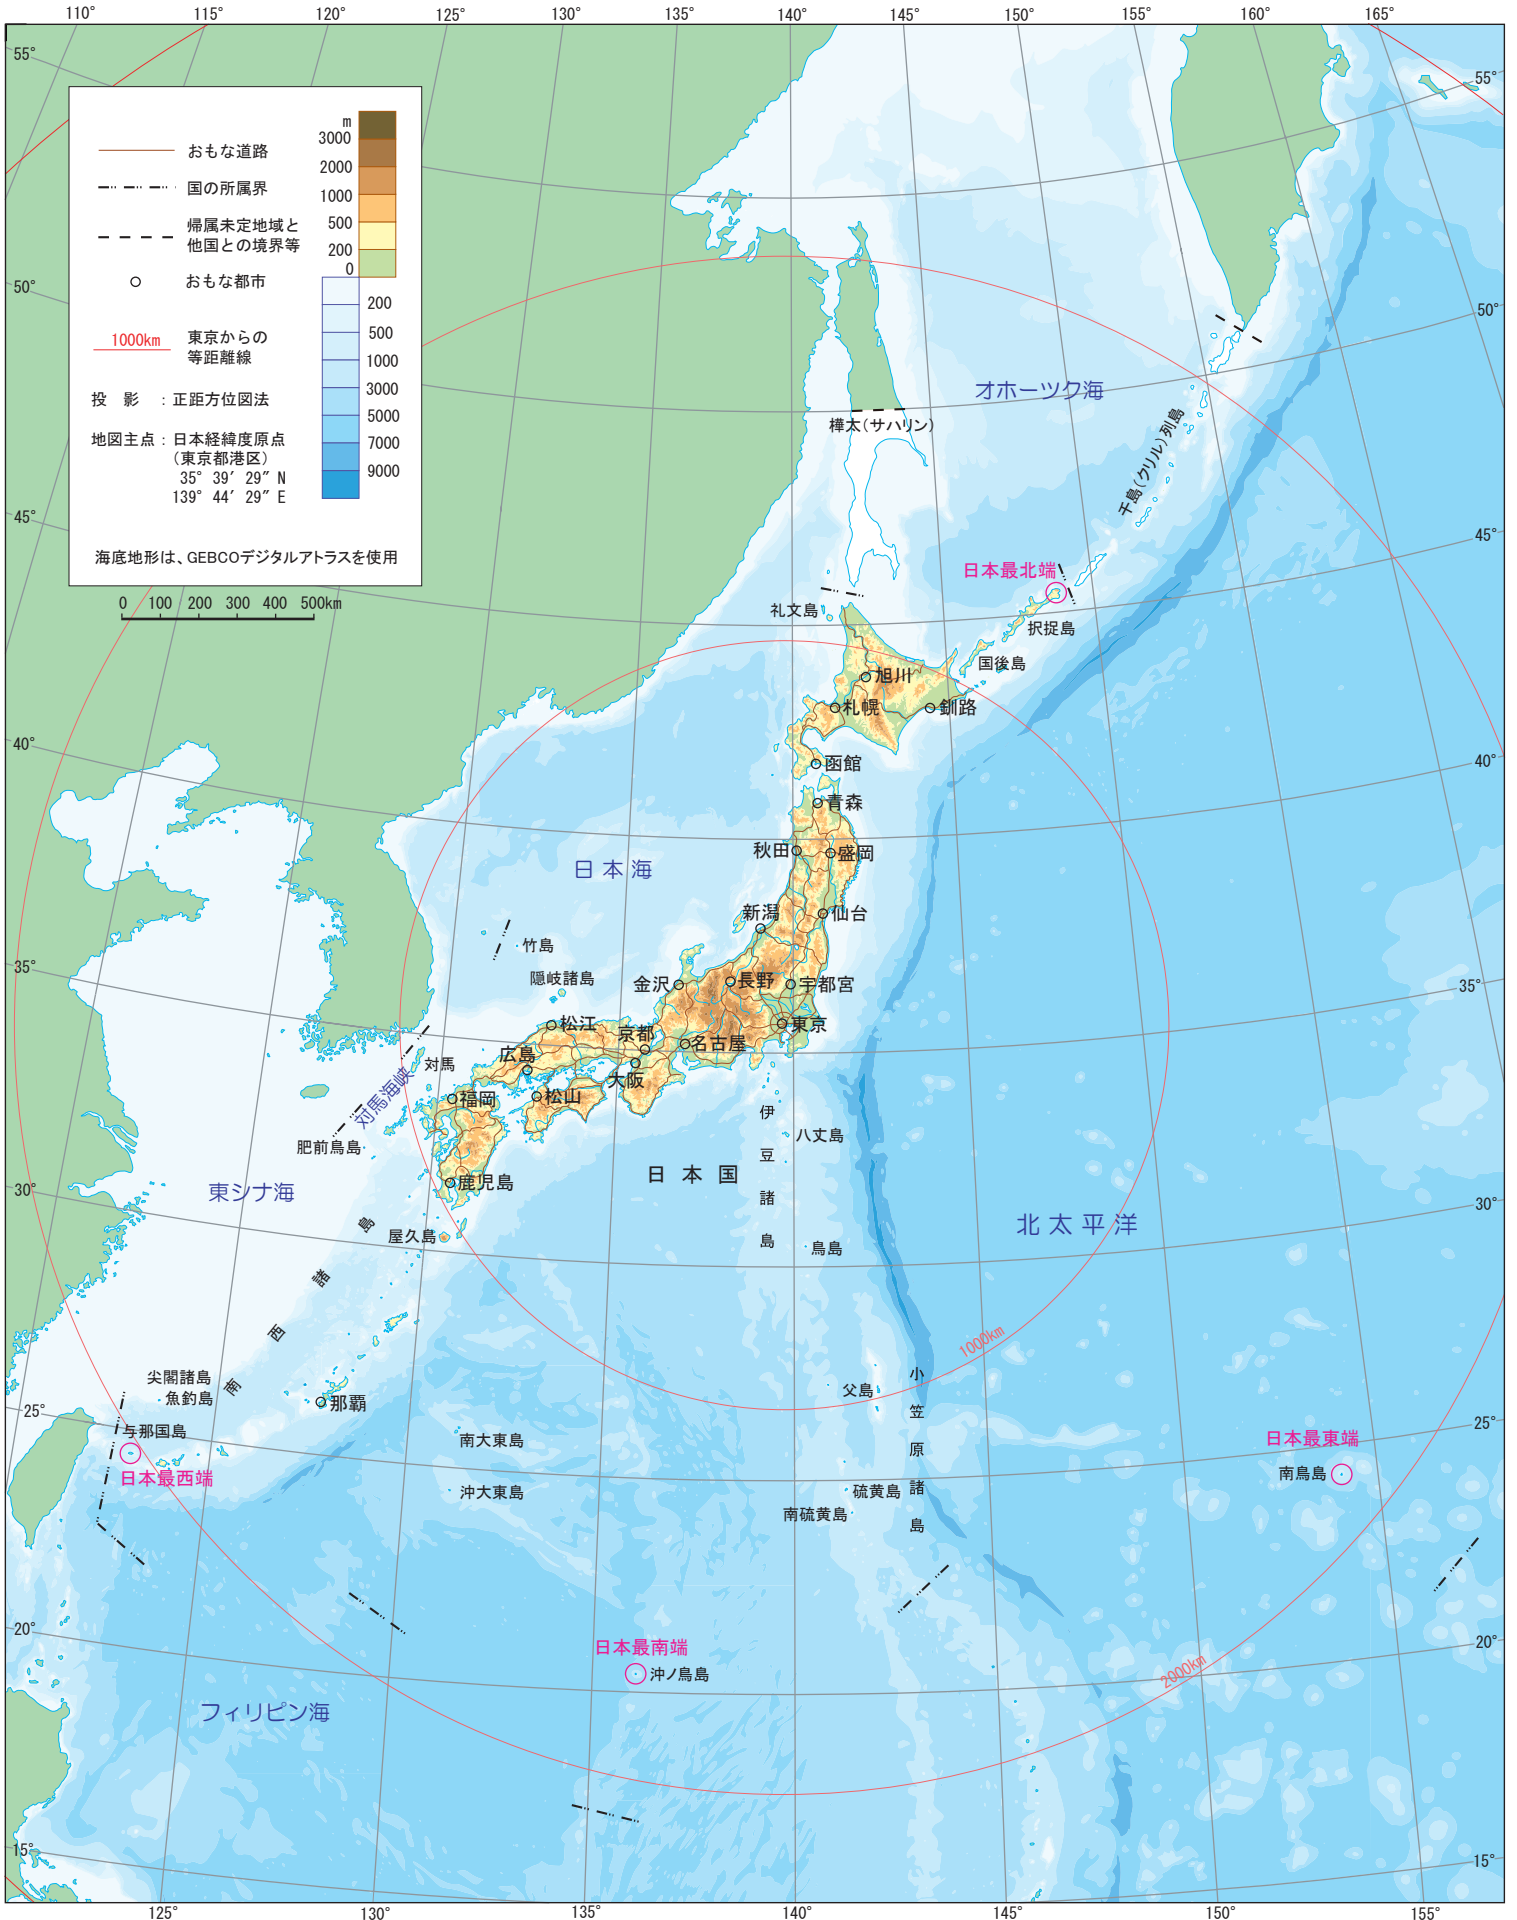 110°
115°
120°
125°
130°
135°
140°
145°
150°
155°
160°
165°
55°
50°
45°
40°
35°
30°
25°
20°
15°
55°
50°
45°
40°
35°
30°
25°
20°
15°
おもな道路
国の所属界
帰属未定地域と
他国との境界等
おもな都市
1000km
東京からの
等距離線
投 影 :正距方位図法
地図主点:日本経緯度原点
(東京都港区)
35° 39′ 29″ N
139° 44′ 29″ E
m
3000
2000
1000
500
200
0
200
500
1000
3000
5000
7000
9000
海底地形は、GEBCOデジタルアトラスを使用
0 100 200 300 400 500km
オホーツク海
樺太(サハリン)
千島(クリル)列島
日本最北端
択捉島
国後島
礼文島
旭川
札幌
釧路
函館
青森
秋田
盛岡
日本海
新潟
仙台
竹島
隠岐諸島
金沢
長野
宇都宮
松江
京都
名古屋
東京
広島
大阪
対馬
対馬海峡
福岡
松山
伊豆諸島
八丈島
肥前鳥島
日本国
鹿児島
東シナ海
北太平洋
屋久島
鳥島
南西諸島
1000km
尖閣諸島
魚釣島
那覇
父島
小笠原諸島
与那国島
日本最西端
南大東島
日本最東端
南鳥島
沖大東島
硫黄島
南硫黄島
日本最南端
沖ノ鳥島
2000km
フィリピン海
125°
130°
135°
140°
145°
150°
155°